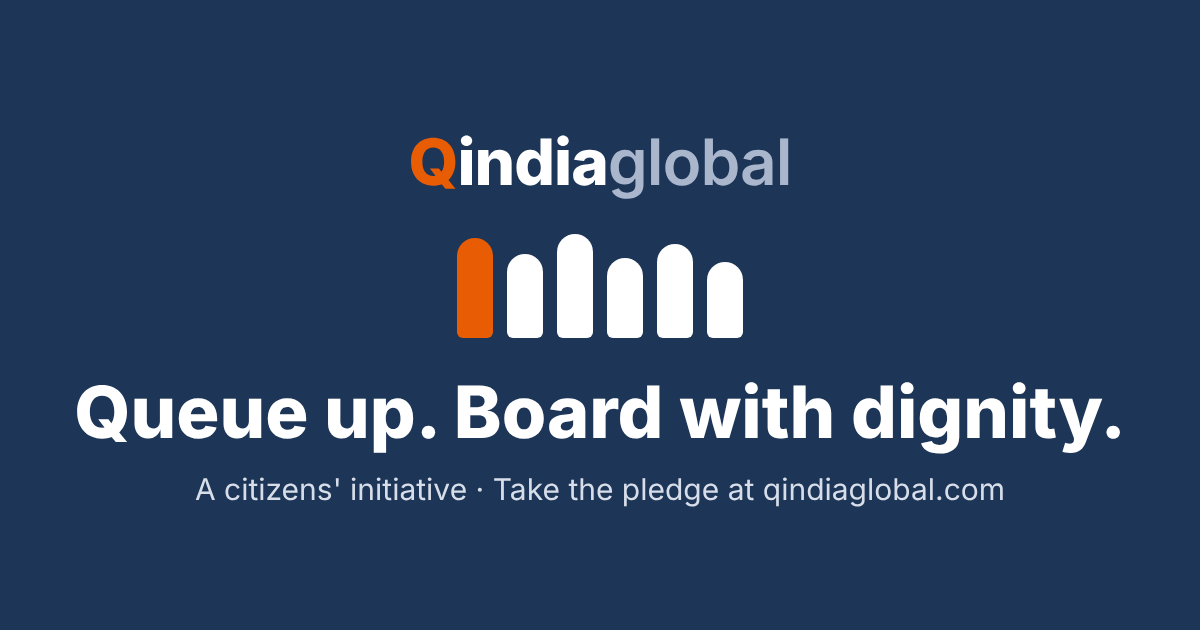 Qindiaglobal
Queue up. Board with dignity.
A citizens' initiative · Take the pledge at qindiaglobal.com